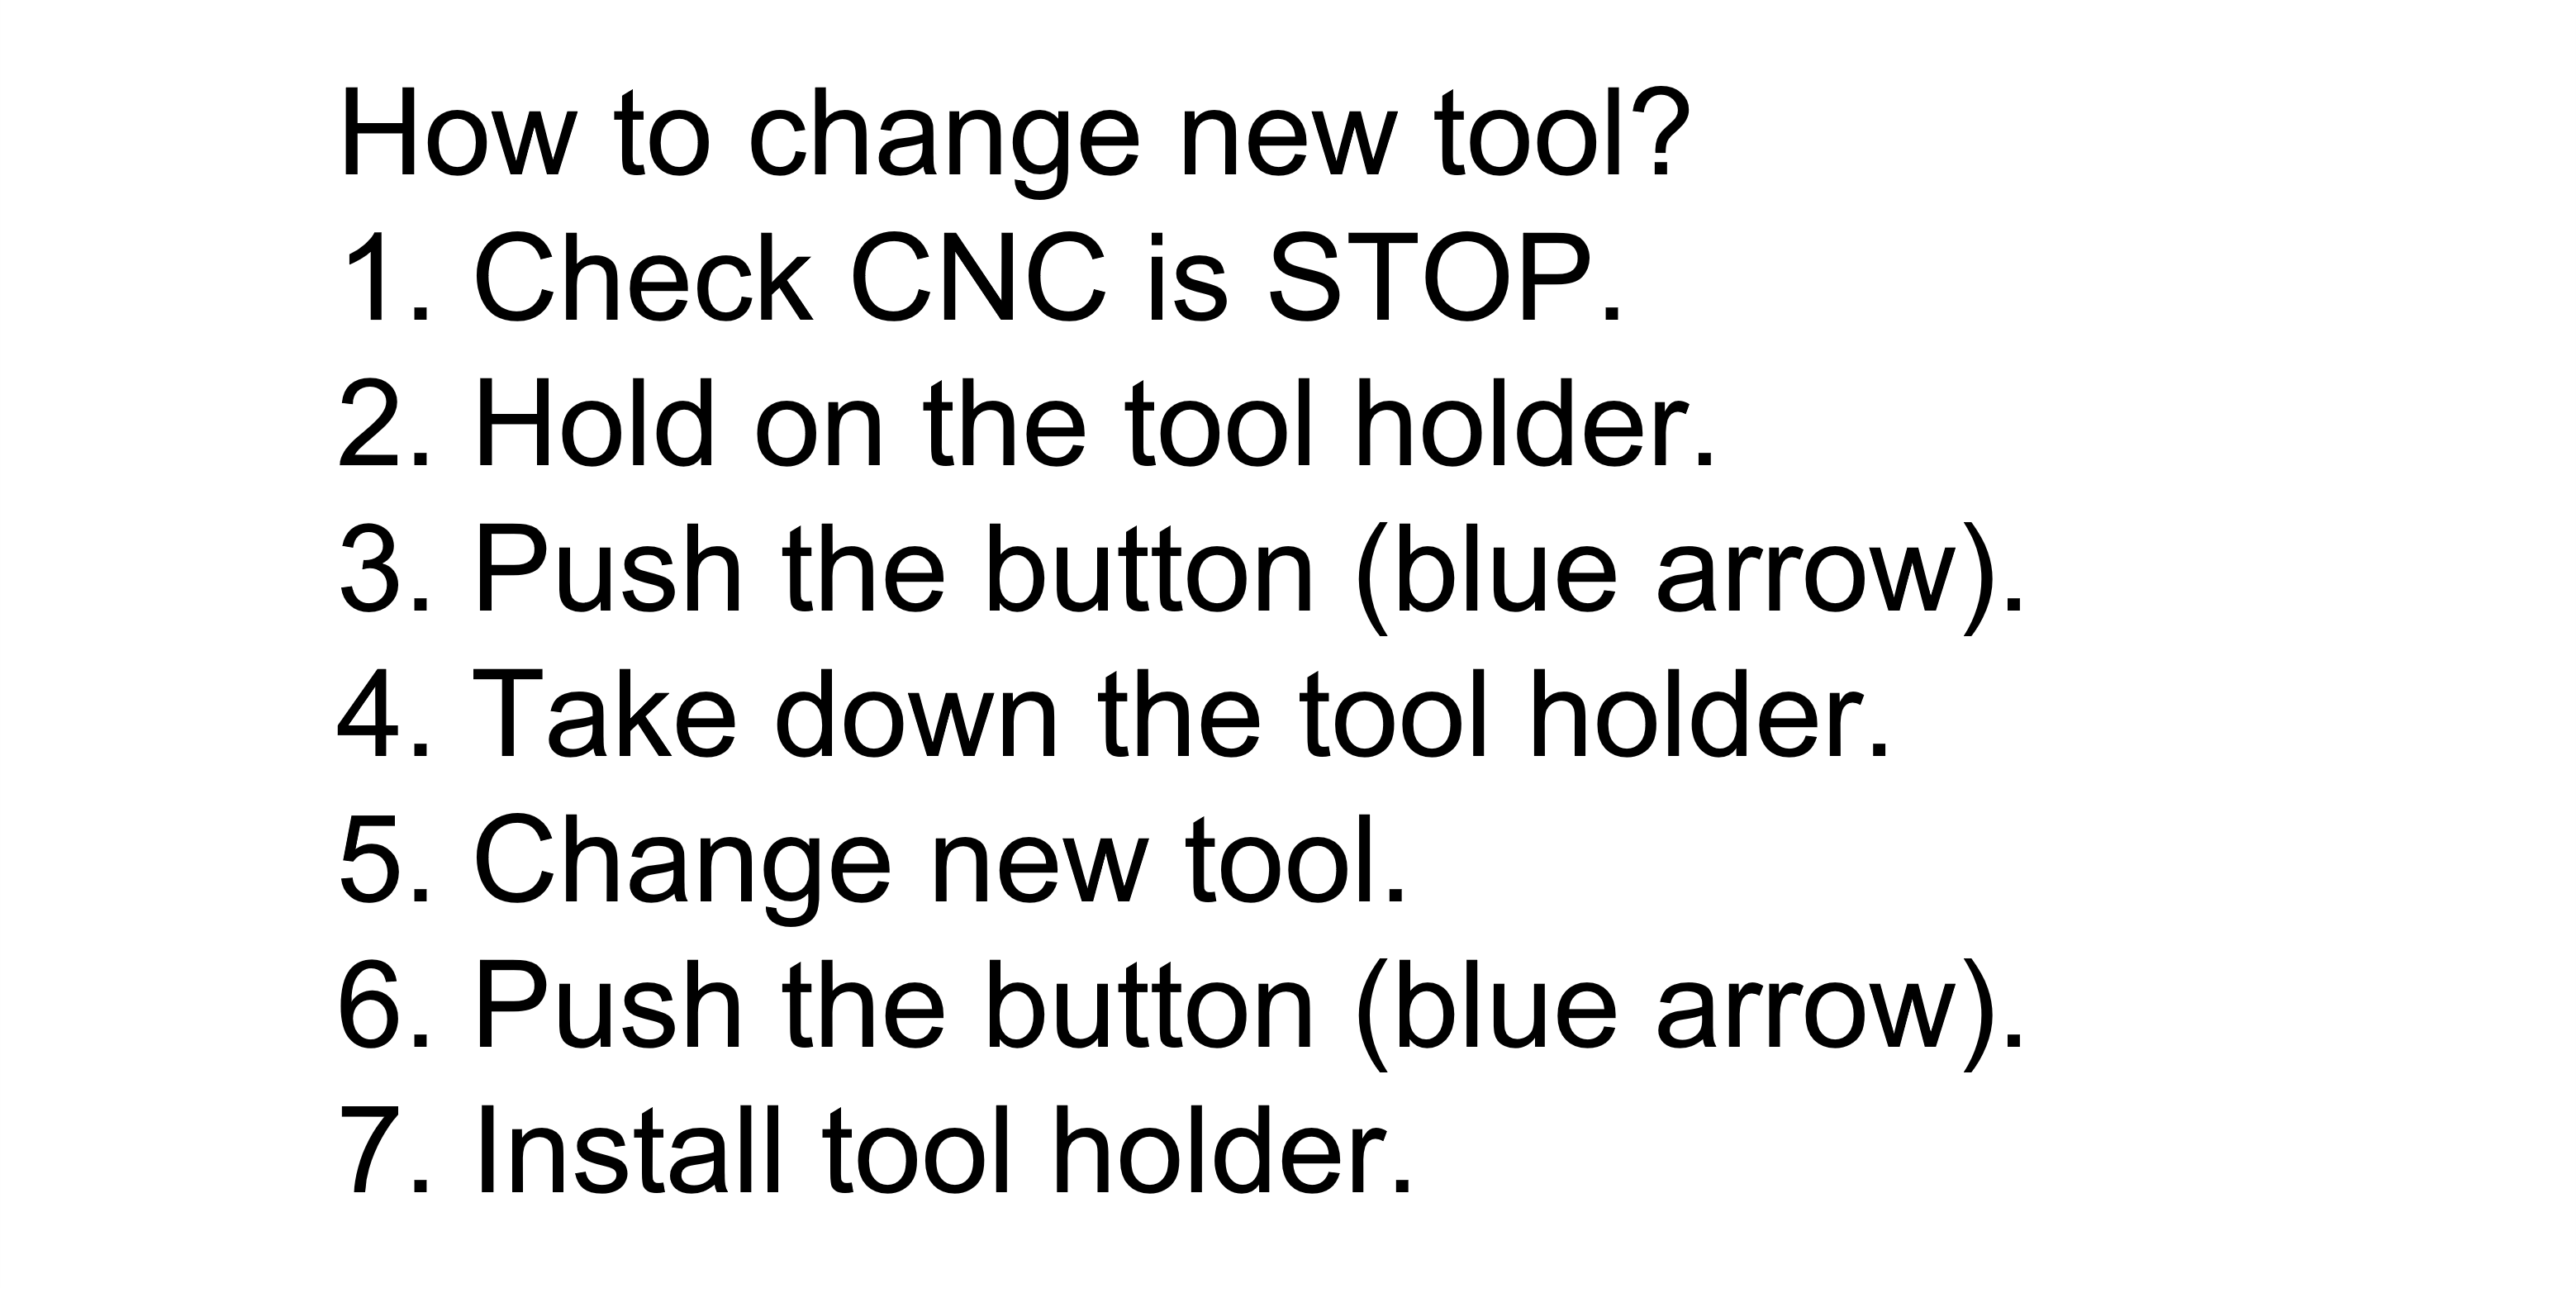 How to change new tool?
1. Check CNC is STOP.
2. Hold on the tool holder.
3. Push the button (blue arrow).
4. Take down the tool holder.
5. Change new tool.
6. Push the button (blue arrow).
7. Install tool holder.